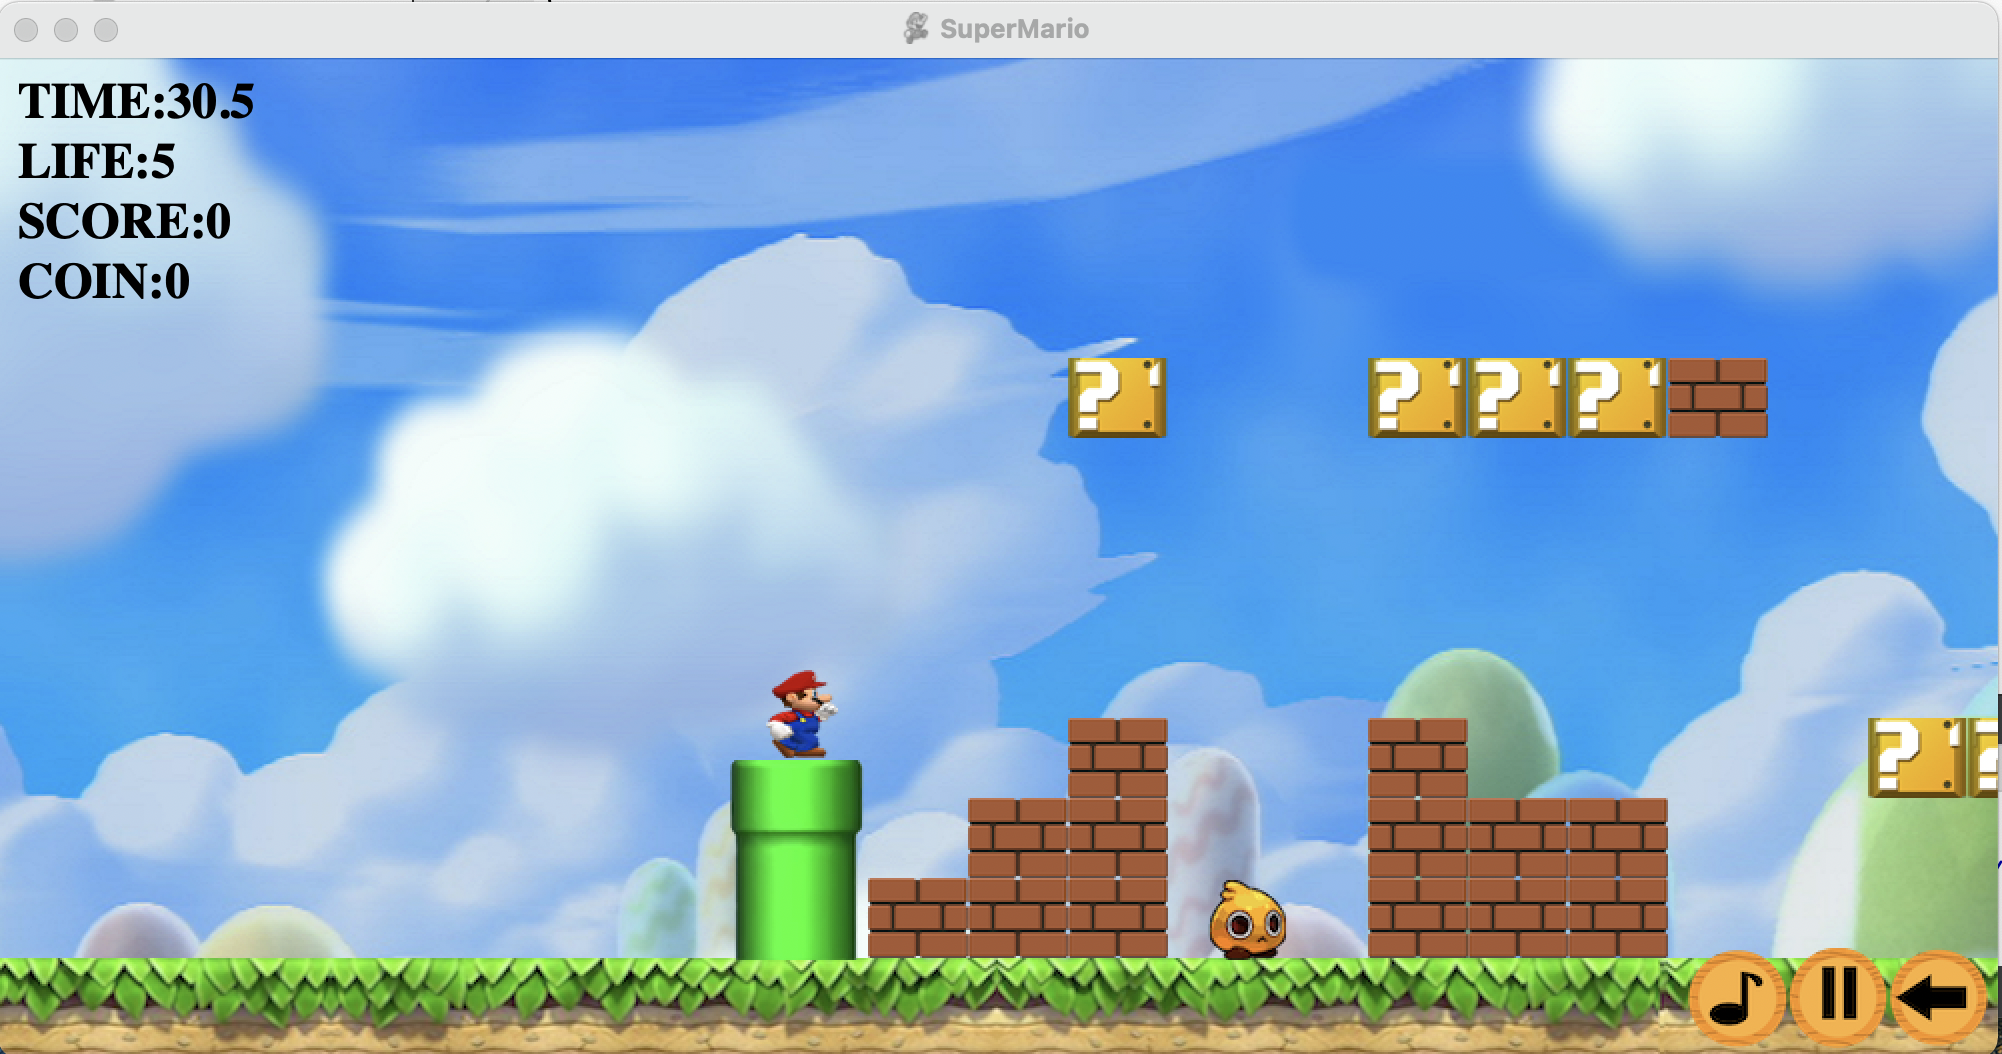 SuperMario
TIME:30.5
LIFE:5
SCORE:0
COIN:0
?
? ? ?
? ?